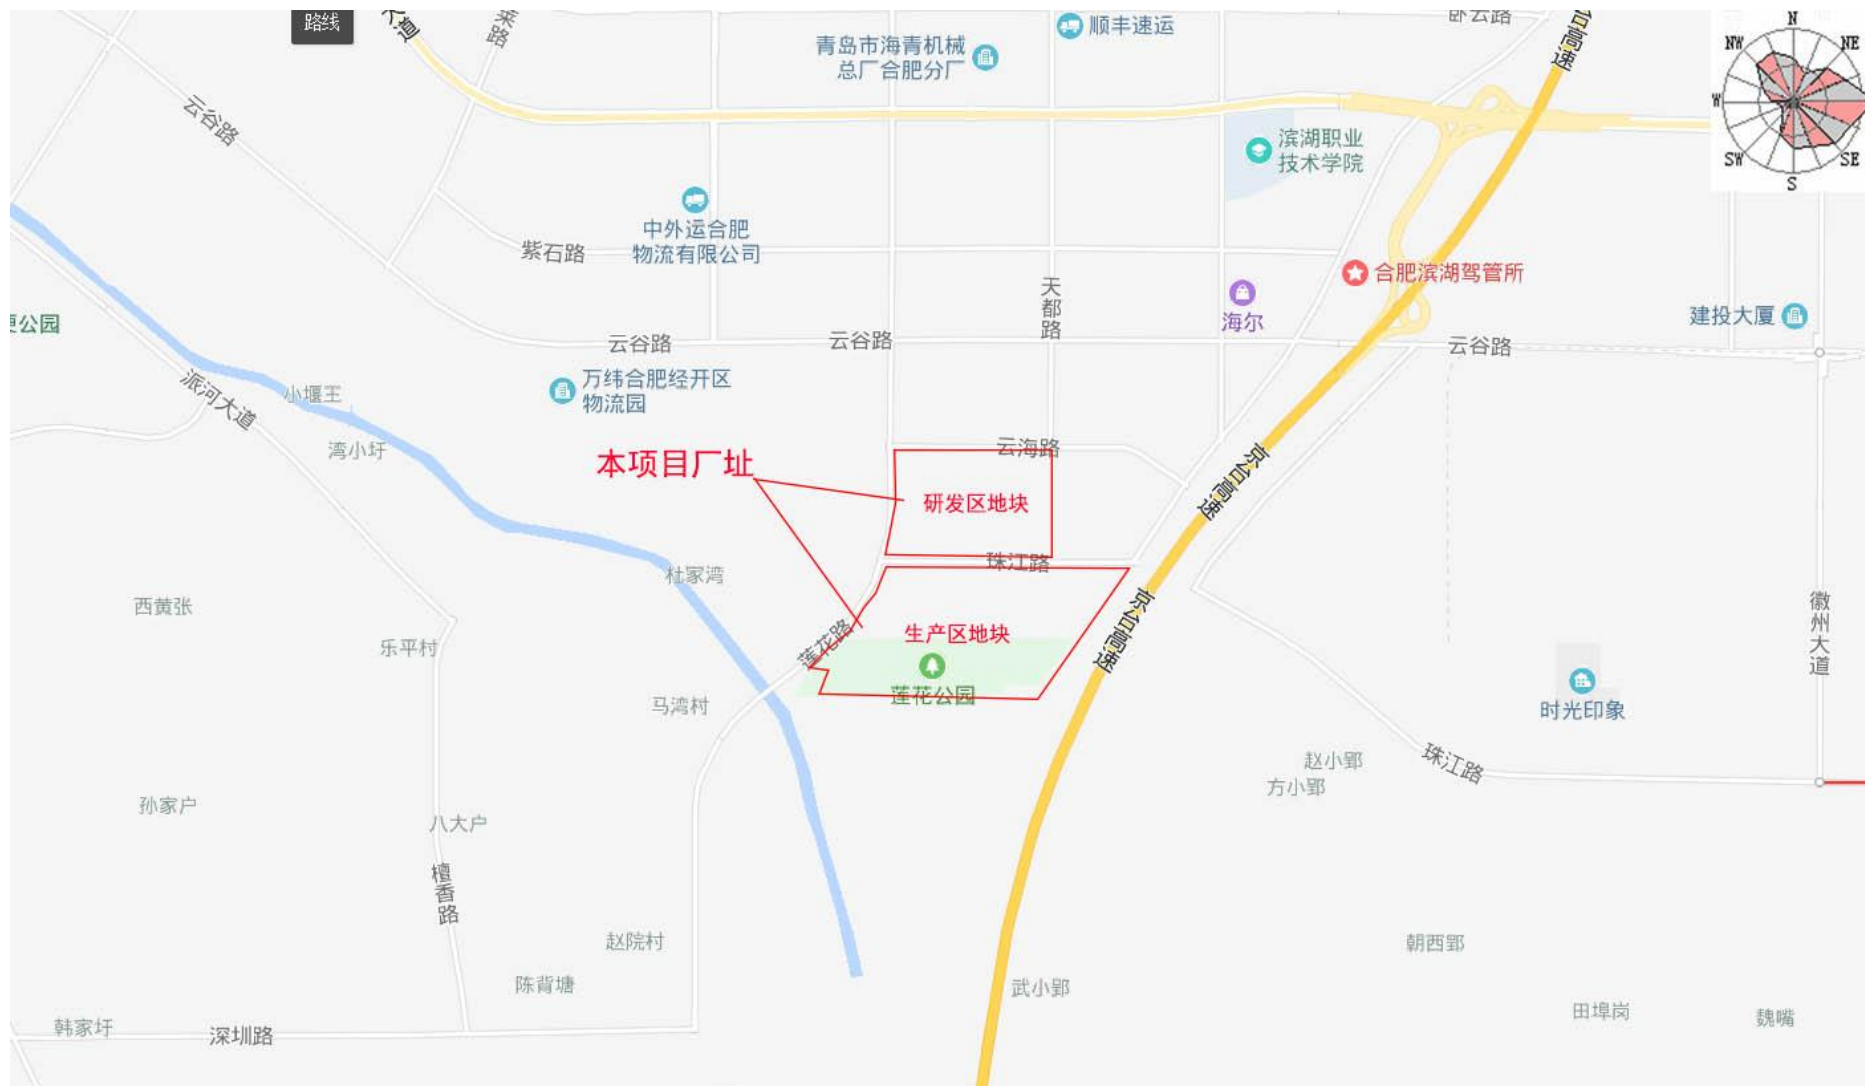 路线
大道
路
卧云路
顺丰速运
青岛市海青机械
总厂合肥分厂
台高速
N
NW
NE
W
SW
SE
S
云谷路
滨湖职业
技术学院
中外运合肥
物流有限公司
紫石路
天都路
合肥滨湖驾管所
海尔
建投大厦
公园
云谷路
云谷路
云谷路
万纬合肥经开区
物流园
派河大道
小堰王
湾小圩
云海路
本项目厂址
京台高速
研发区地块
珠江路
杜家湾
西黄张
乐平村
莲花路
生产区地块
京台高速
徽州大道
莲花公园
马湾村
时光印象
珠江路
赵小郢
方小郢
孙家户
八大户
檀香路
赵院村
朝西郢
陈背塘
武小郢
田埠岗
魏嘴
韩家圩
深圳路